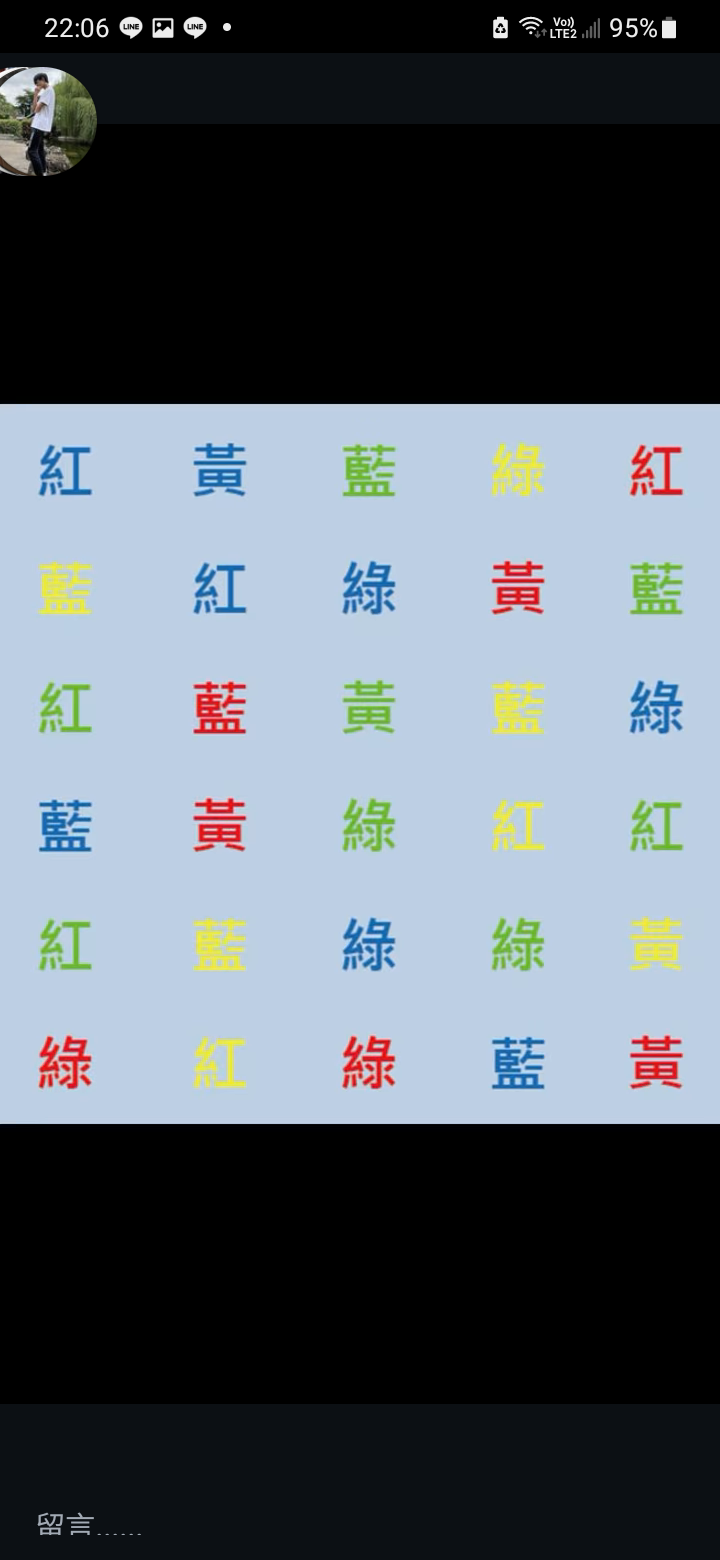 22:06 LINE LINE Vo)) LTE2 95%
紅 黃 藍 綠 紅
藍 紅 綠 黃 藍
紅 藍 黃 藍 綠
藍 黃 綠 紅 紅
紅 藍 綠 綠 黃
綠 紅 綠 藍 黃
留言......